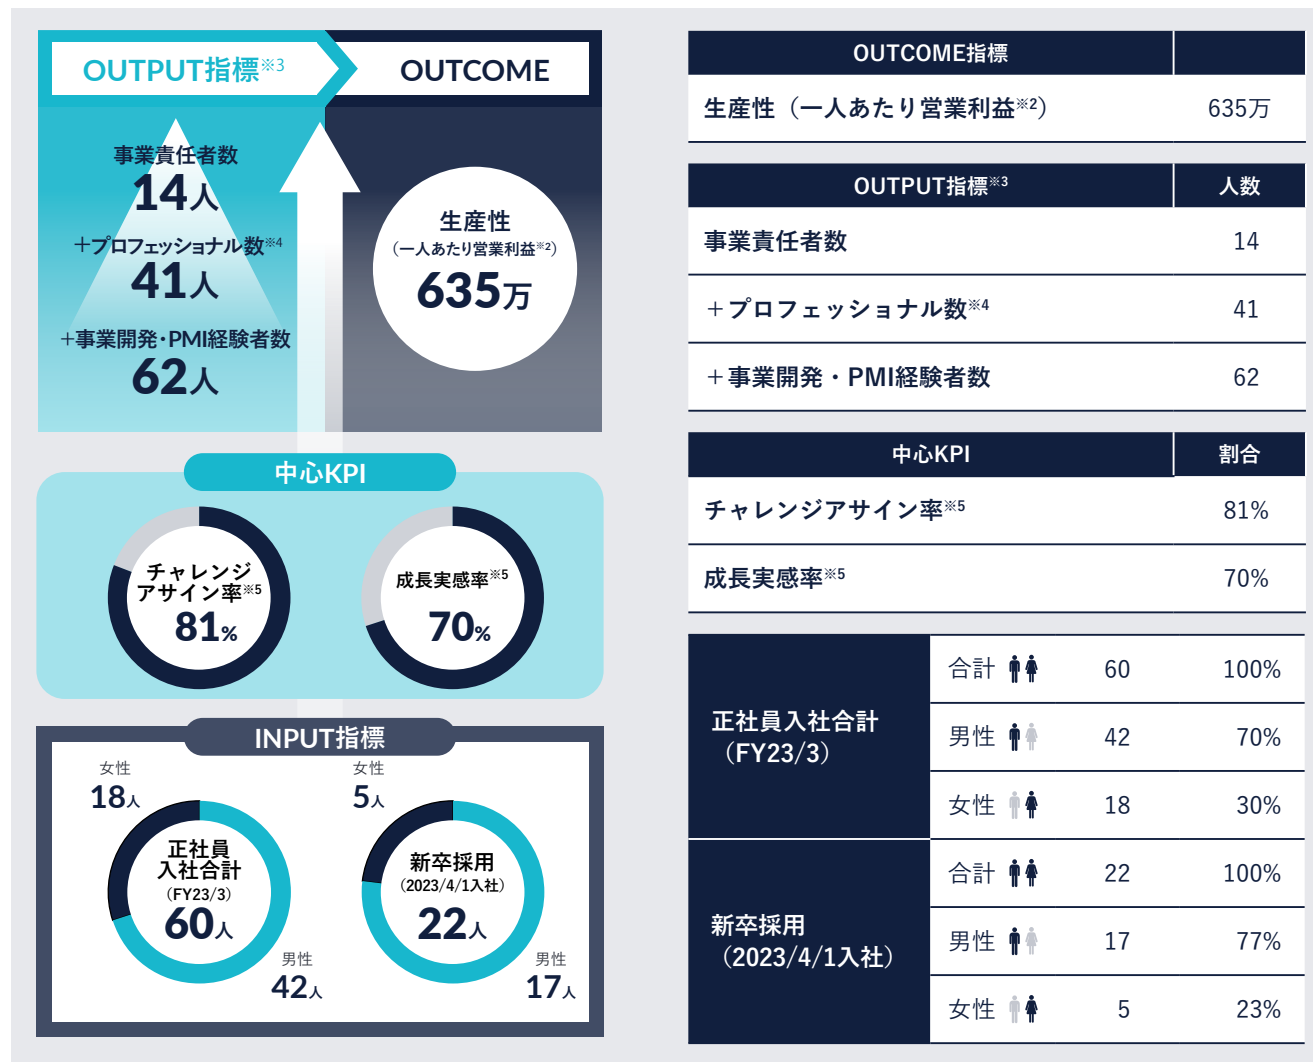 OUTPUT指標※3
OUTCOME
事業責任者数
14人
＋プロフェッショナル数※4
41人
＋事業開発・PMI経験者数
62人
生産性
（一人あたり営業利益※2）
635万
中心KPI
チャレンジ
アサイン率※5
81%
成長実感率※5
70%
INPUT指標
女性
18人
正社員
入社合計
（FY23/3）
60人
男性
42人
女性
5人
新卒採用
（2023/4/1入社）
22人
男性
17人
OUTCOME指標
生産性（一人あたり営業利益※2） 635万
OUTPUT指標※3 人数
事業責任者数 14
＋プロフェッショナル数※4 41
＋事業開発・PMI経験者数 62
中心KPI 割合
チャレンジアサイン率※5 81%
成長実感率※5 70%
正社員入社合計
（FY23/3）
合計 60 100%
男性 42 70%
女性 18 30%
新卒採用
（2023/4/1入社）
合計 22 100%
男性 17 77%
女性 5 23%